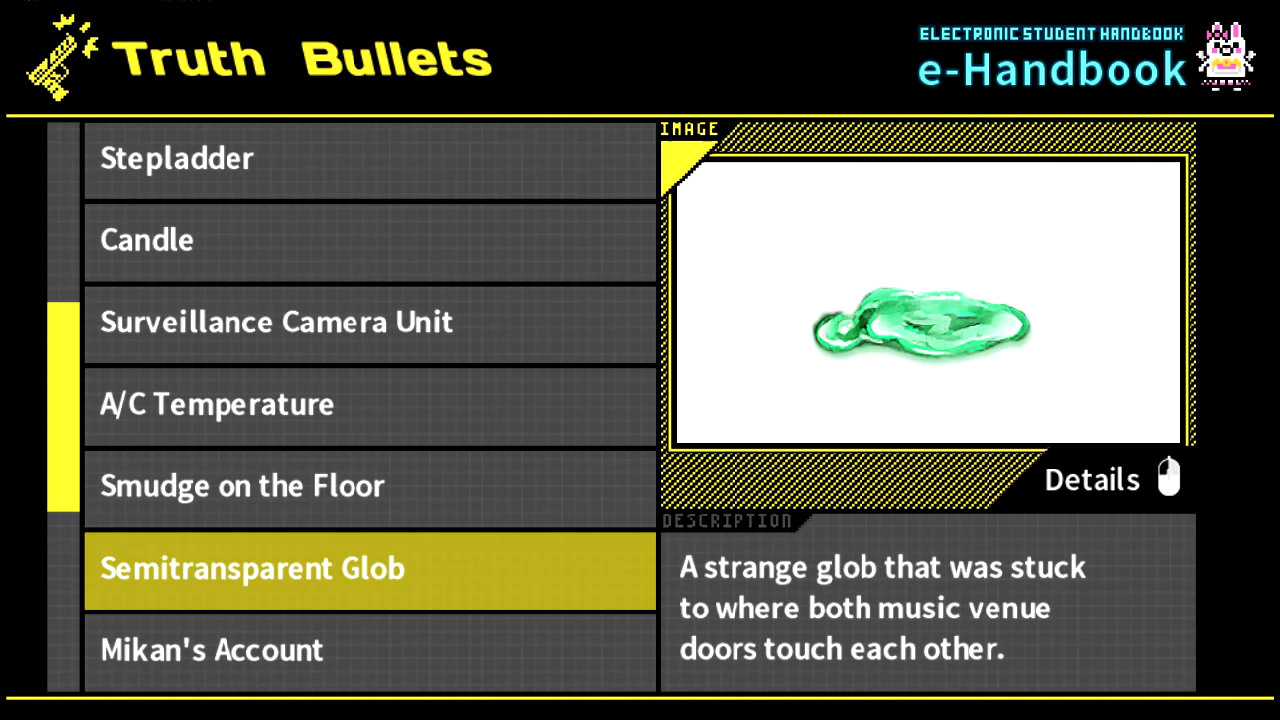 Truth Bullets
ELECTRONIC STUDENT HANDBOOK
e-Handbook
Stepladder
Candle
Surveillance Camera Unit
A/C Temperature
Smudge on the Floor
Semitransparent Glob
Mikan's Account
IMAGE
Details
DESCRIPTION
A strange glob that was stuck
to where both music venue
doors touch each other.